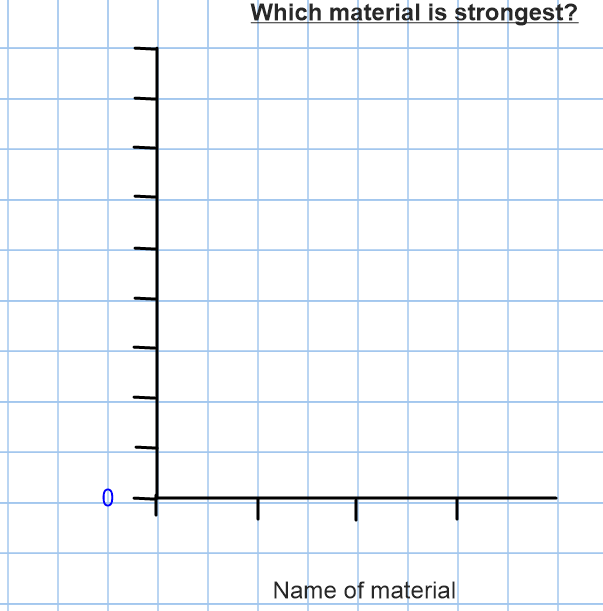 Which material is strongest?
0
Name of material